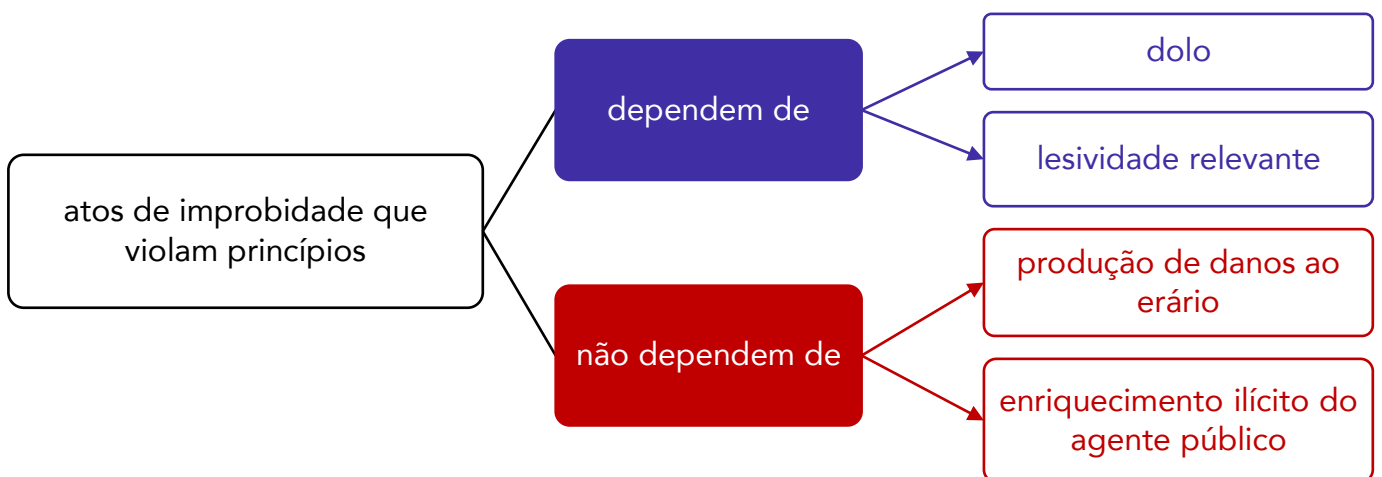 atos de improbidade que
violam princípios
dependem de
dolo
lesividade relevante
não dependem de
produção de danos ao
erário
enriquecimento ilícito do
agente público